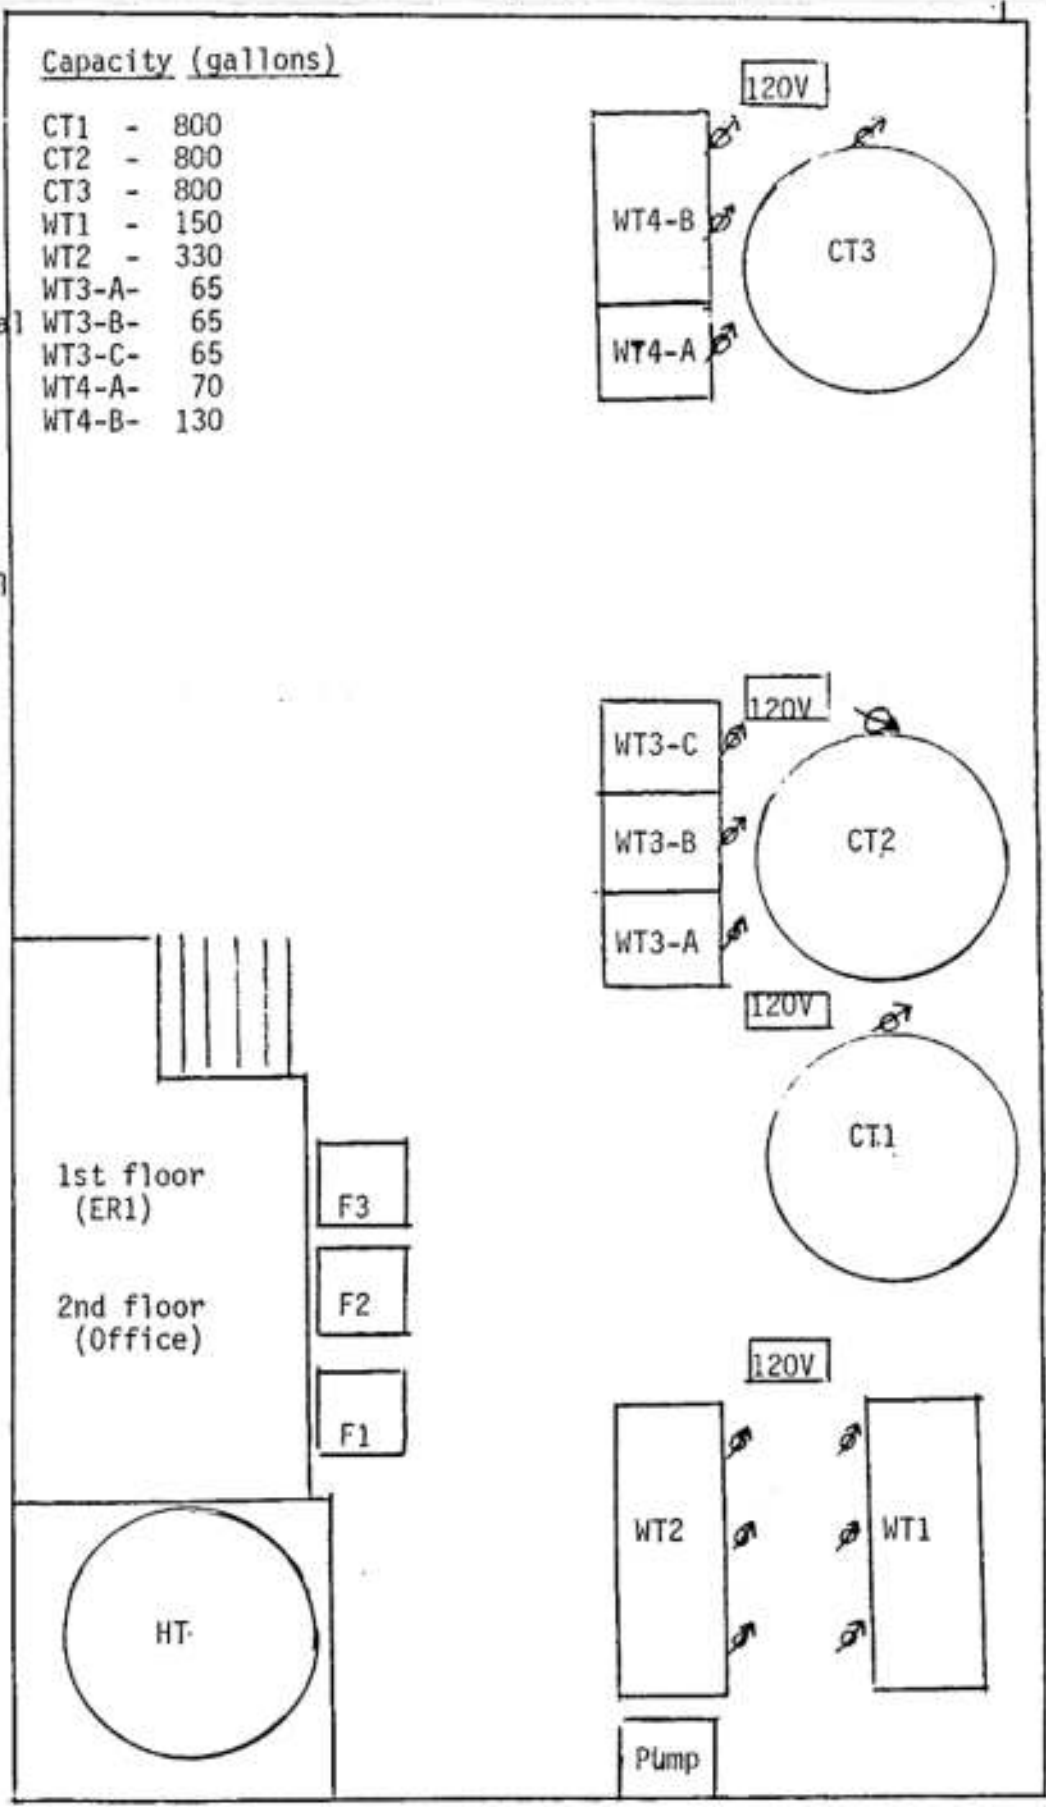 Capacity (gallons)
CT1 - 800
CT2 - 800
CT3 - 800
WT1 - 150
WT2 - 330
WT3-A- 65
WT3-B- 65
WT3-C- 65
WT4-A- 70
WT4-B- 130
120V
WT4-B
CT3
WT4-A
120V
WT3-C
WT3-B
CT2
WT3-A
120V
CT1
1st floor
(ER1)
F3
2nd floor
(Office)
F2
120V
F1
WT2
WT1
HT
Pump